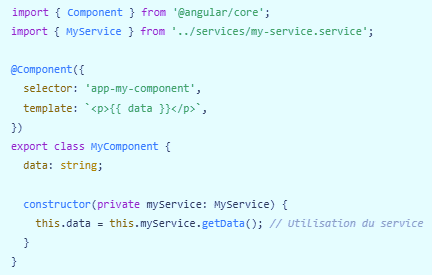 import { Component } from '@angular/core';
import { MyService } from '../services/my-service.service';

@Component({
  selector: 'app-my-component',
  template: `<p>{{ data }}</p>`,
})
export class MyComponent {
  data: string;

  constructor(private myService: MyService) {
    this.data = this.myService.getData(); // Utilisation du service
  }
}